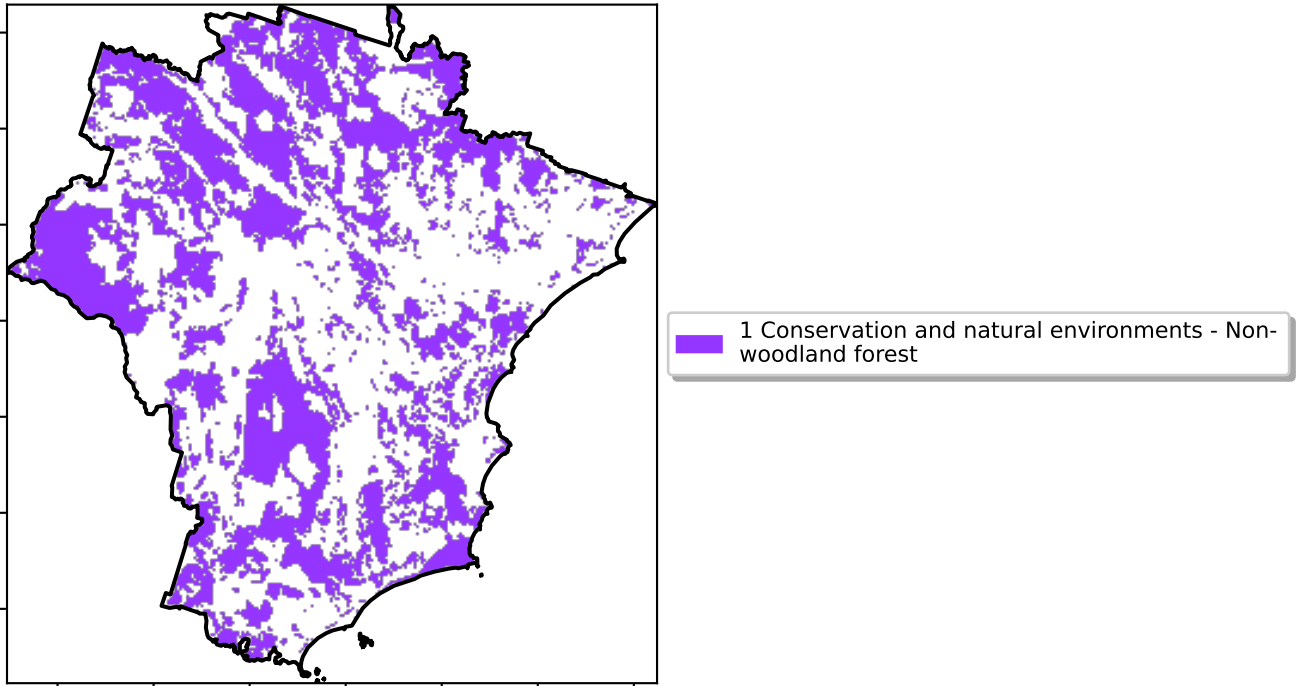 1 Conservation and natural environments - Non-
woodland forest